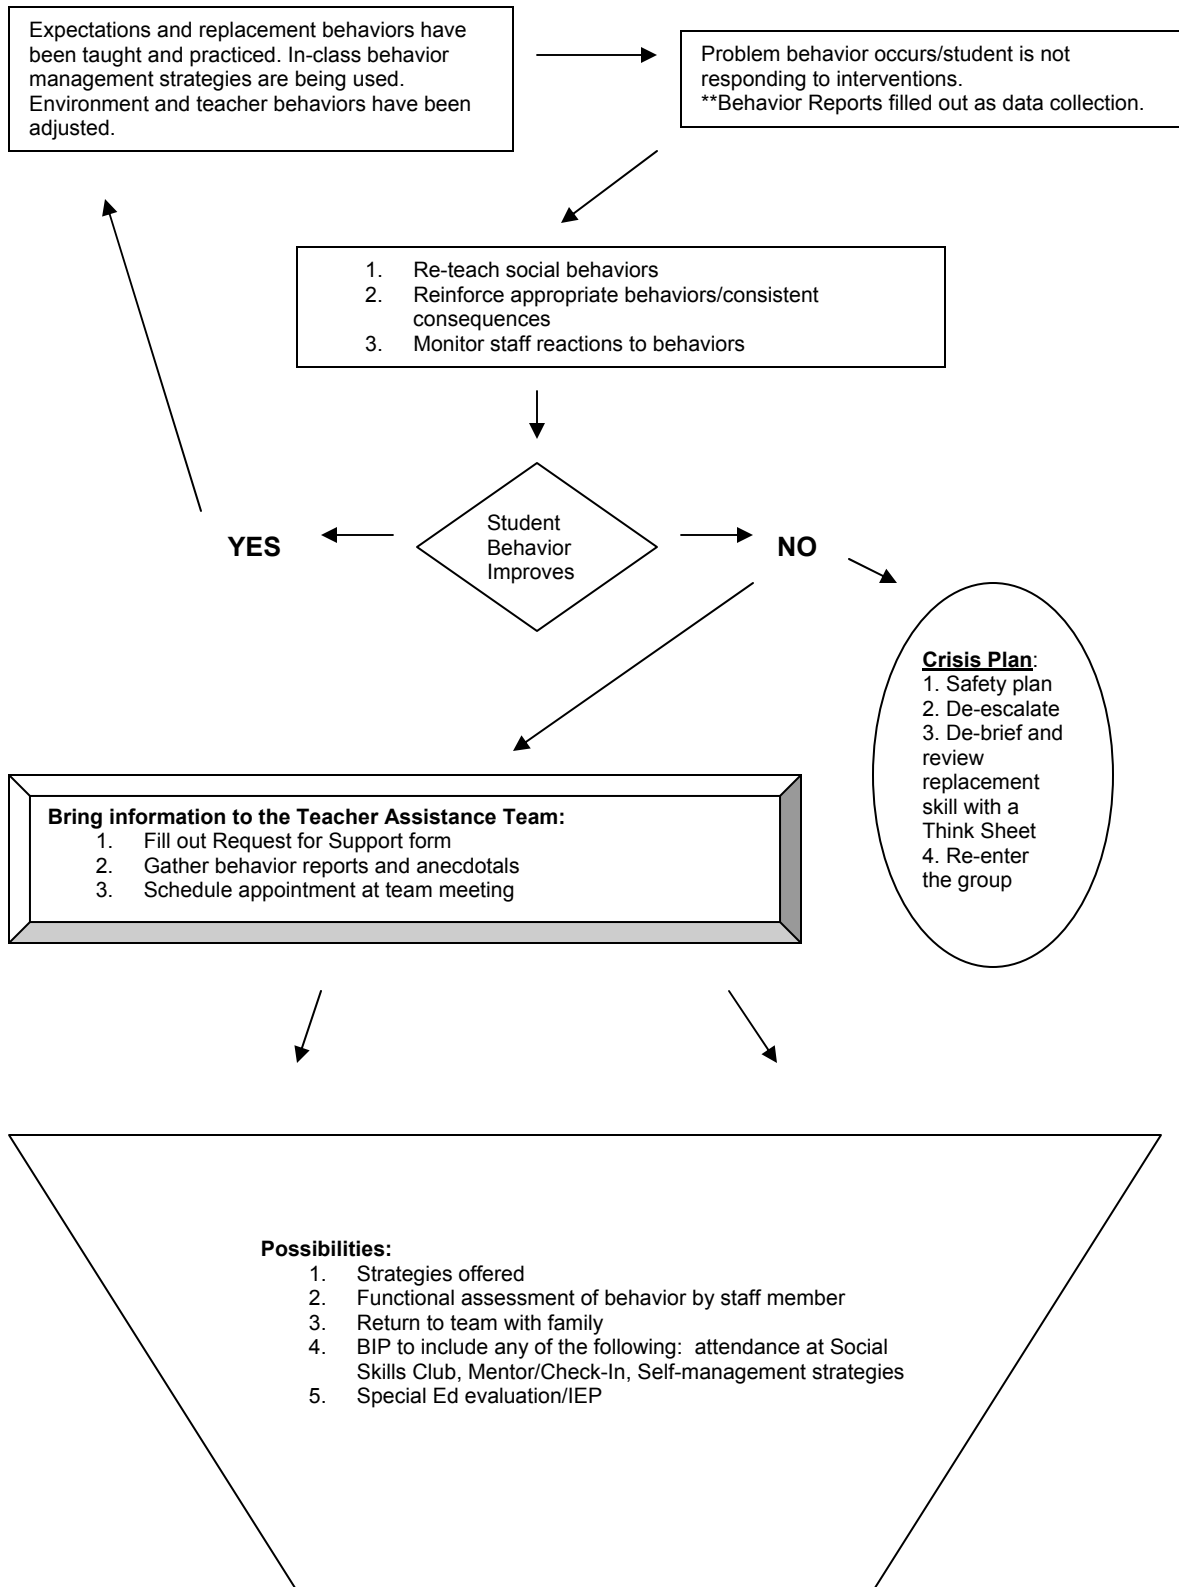 Expectations and replacement behaviors have
been taught and practiced. In-class behavior
management strategies are being used.
Environment and teacher behaviors have been
adjusted.
Problem behavior occurs/student is not
responding to interventions.
**Behavior Reports filled out as data collection.
1. Re-teach social behaviors
2. Reinforce appropriate behaviors/consistent
consequences
3. Monitor staff reactions to behaviors
Student
Behavior
Improves
YES
NO
Crisis Plan:
1. Safety plan
2. De-escalate
3. De-brief and
review
replacement
skill with a
Think Sheet
4. Re-enter
the group
Bring information to the Teacher Assistance Team:
1. Fill out Request for Support form
2. Gather behavior reports and anecdotals
3. Schedule appointment at team meeting
Possibilities:
1. Strategies offered
2. Functional assessment of behavior by staff member
3. Return to team with family
4. BIP to include any of the following: attendance at Social
Skills Club, Mentor/Check-In, Self-management strategies
5. Special Ed evaluation/IEP